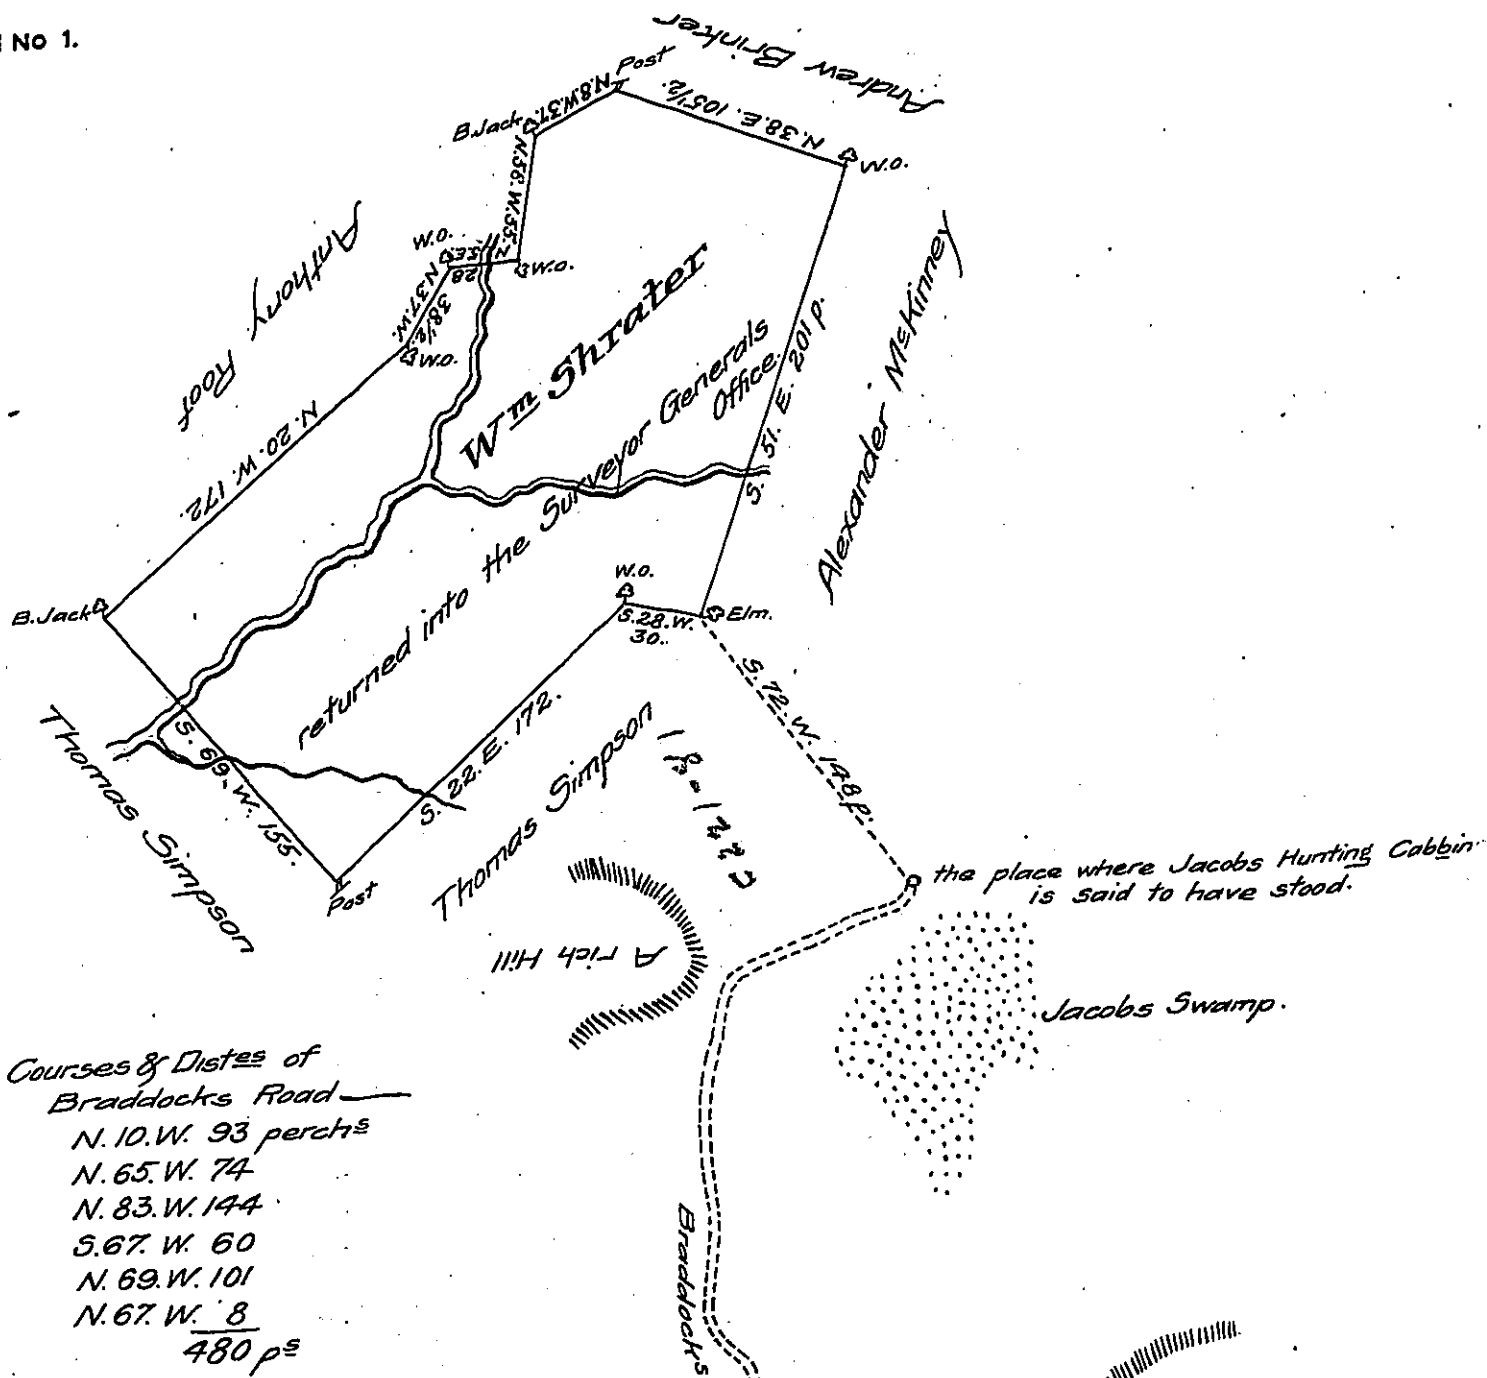 No 1.
Andrew Brinker
Post
N.8.W.37.
N.38.E. 105½.
B.Jack
W.O.
N.56.W.55.
W.O.
W.O.
28
N.37.W.
38½.
W.O.
Anthony Roof
Wm Shrater
Alexander McKinney
S. 51. E. 201 p.
N. 20. W. 172.
returned into the Surveyor Generals
Office.
B.Jack
W.O.
S.28.W.
30.
Elm.
S. 72. W. 148 p.
S. 69. W. 155.
S. 22. E. 172.
Post
Thomas Simpson
Thomas Simpson
A rich Hill
the place where Jacobs Hunting Cabbin
is said to have stood.
Jacobs Swamp.
Courses & Distes of
Braddocks Road
N. 10. W. 93 perchs
N. 65. W. 74
N. 83. W. 144
S. 67. W. 60
N. 69. W. 101
N. 67. W. 8
480 ps
Braddocks